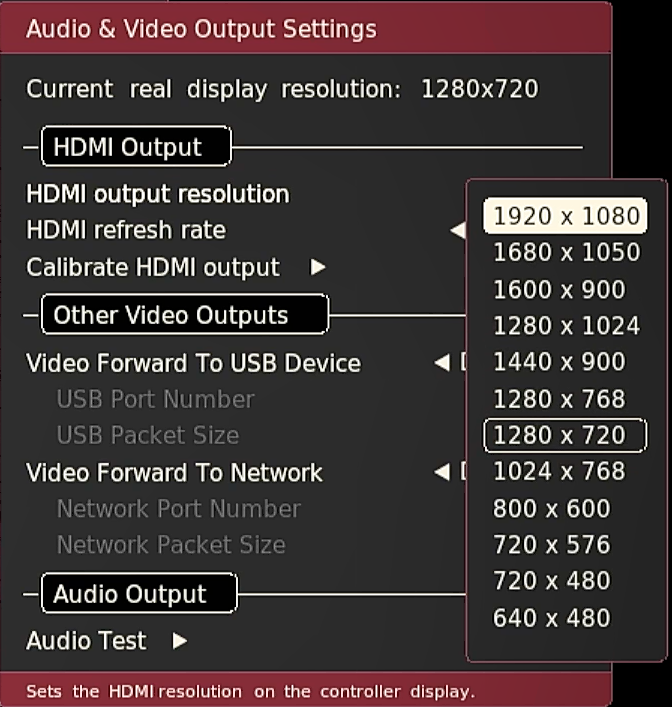 Audio & Video Output Settings
Current real display resolution: 1280x720
HDMI Output
HDMI output resolution
HDMI refresh rate
Calibrate HDMI output
Other Video Outputs
Video Forward To USB Device
USB Port Number
USB Packet Size
Video Forward To Network
Network Port Number
Network Packet Size
Audio Output
Audio Test
1920 x 1080
1680 x 1050
1600 x 900
1280 x 1024
1440 x 900
1280 x 768
1280 x 720
1024 x 768
800 x 600
720 x 576
720 x 480
640 x 480
Sets the HDMI resolution on the controller display.